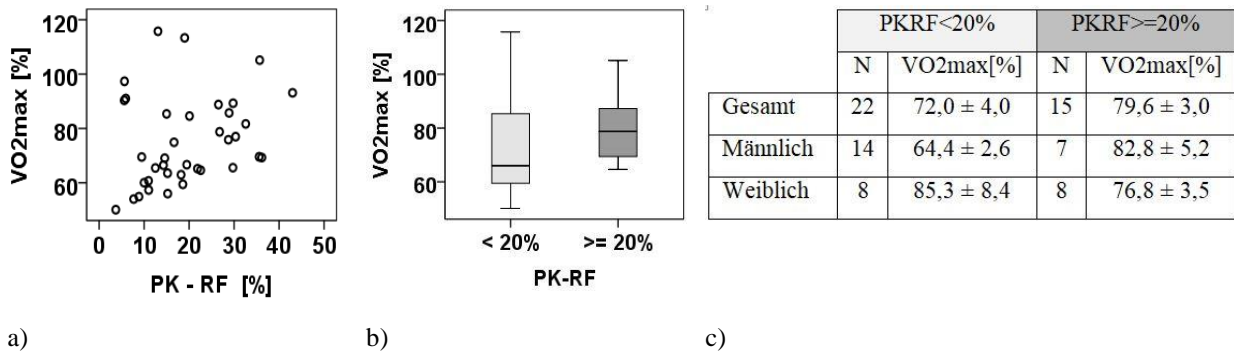 120
100
80
60
VO2max [%]
0 10 20 30 40 50
PK - RF [%]
a)
120
100
80
60
VO2max [%]
< 20% >= 20%
PK-RF
b)
PKRF<20% PKRF>=20%
N VO2max[%] N VO2max[%]
Gesamt 22 72,0 ± 4,0 15 79,6 ± 3,0
Männlich 14 64,4 ± 2,6 7 82,8 ± 5,2
Weiblich 8 85,3 ± 8,4 8 76,8 ± 3,5
c)